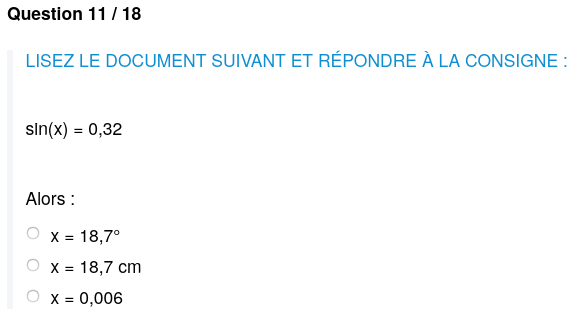 Question 11 / 18
LISEZ LE DOCUMENT SUIVANT ET RÉPONDRE À LA CONSIGNE :
sin(x) = 0,32
Alors :
x = 18,7°
x = 18,7 cm
x = 0,006